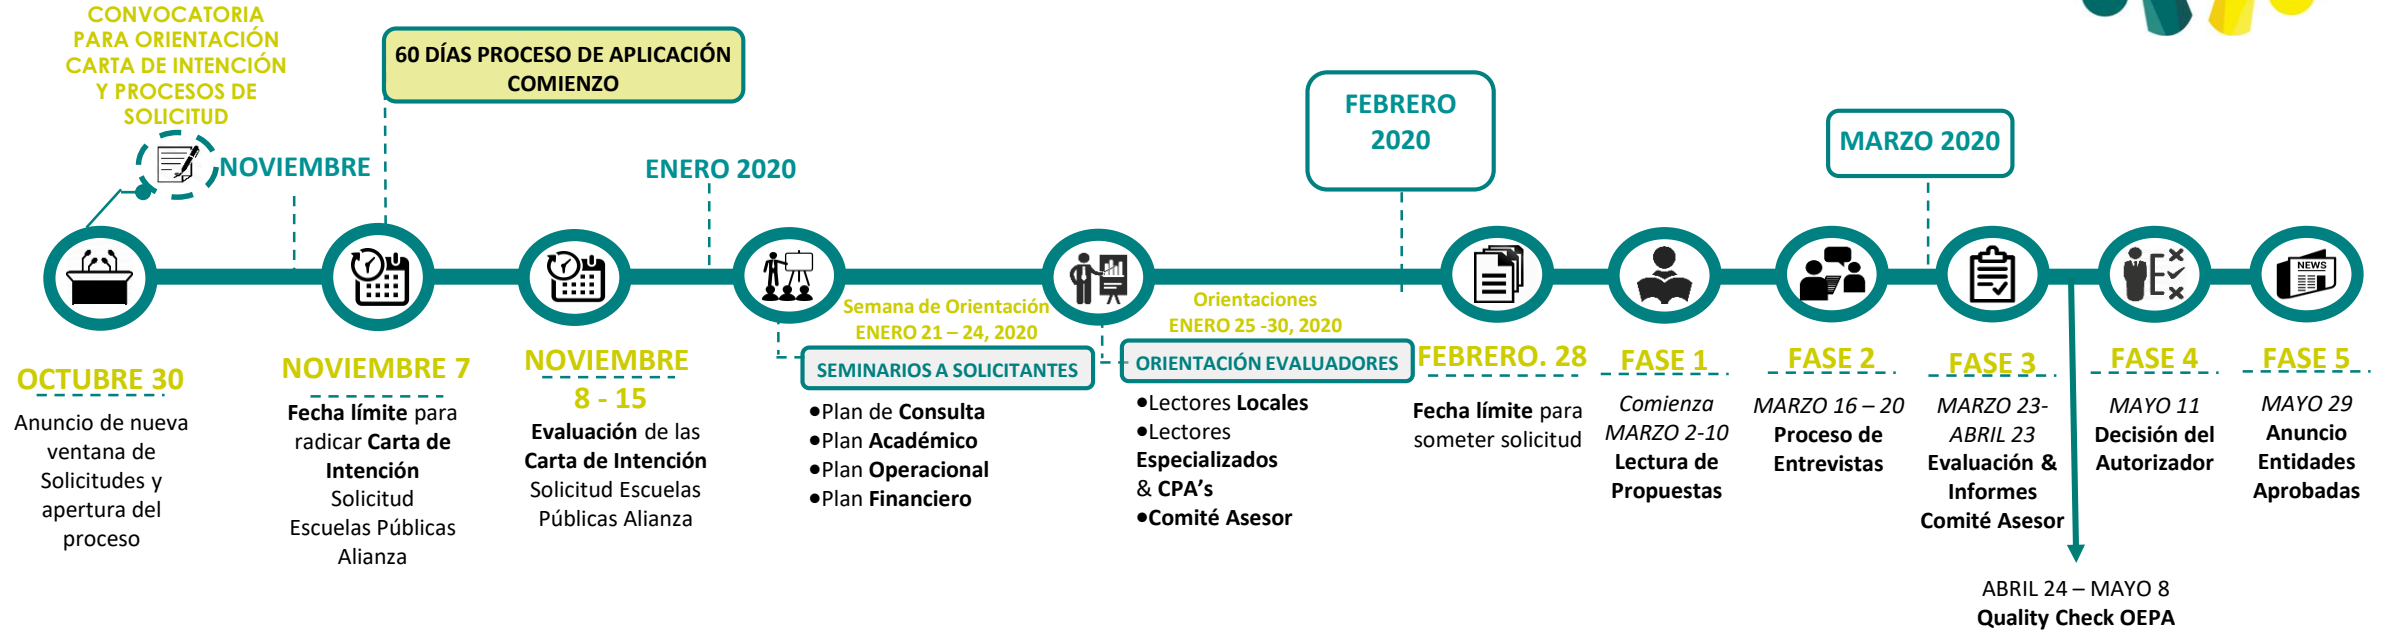 CONVOCATORIA
PARA ORIENTACIÓN
CARTA DE INTENCIÓN
Y PROCESOS DE
SOLICITUD
60 DÍAS PROCESO DE APLICACIÓN
COMIENZO
NOVIEMBRE
ENERO 2020
FEBRERO
2020
MARZO 2020
OCTUBRE 30
Anuncio de nueva
ventana de
Solicitudes y
apertura del
proceso
NOVIEMBRE 7
Fecha límite para
radicar Carta de
Intención
Solicitud
Escuelas Públicas
Alianza
NOVIEMBRE
8 - 15
Evaluación de las
Carta de Intención
Solicitud Escuelas
Públicas Alianza
Semana de Orientación
ENERO 21 – 24, 2020
SEMINARIOS A SOLICITANTES
•Plan de Consulta
•Plan Académico
•Plan Operacional
•Plan Financiero
Orientaciones
ENERO 25 -30, 2020
ORIENTACIÓN EVALUADORES
•Lectores Locales
•Lectores
Especializados
& CPA's
•Comité Asesor
FEBRERO. 28
Fecha límite para
someter solicitud
FASE 1
Comienza
MARZO 2-10
Lectura de
Propuestas
FASE 2
MARZO 16 – 20
Proceso de
Entrevistas
FASE 3
MARZO 23-
ABRIL 23
Evaluación &
Informes
Comité Asesor
ABRIL 24 – MAYO 8
Quality Check OEPA
E
FASE 4
MAYO 11
Decisión del
Autorizador
NEWS
FASE 5
MAYO 29
Anuncio
Entidades
Aprobadas